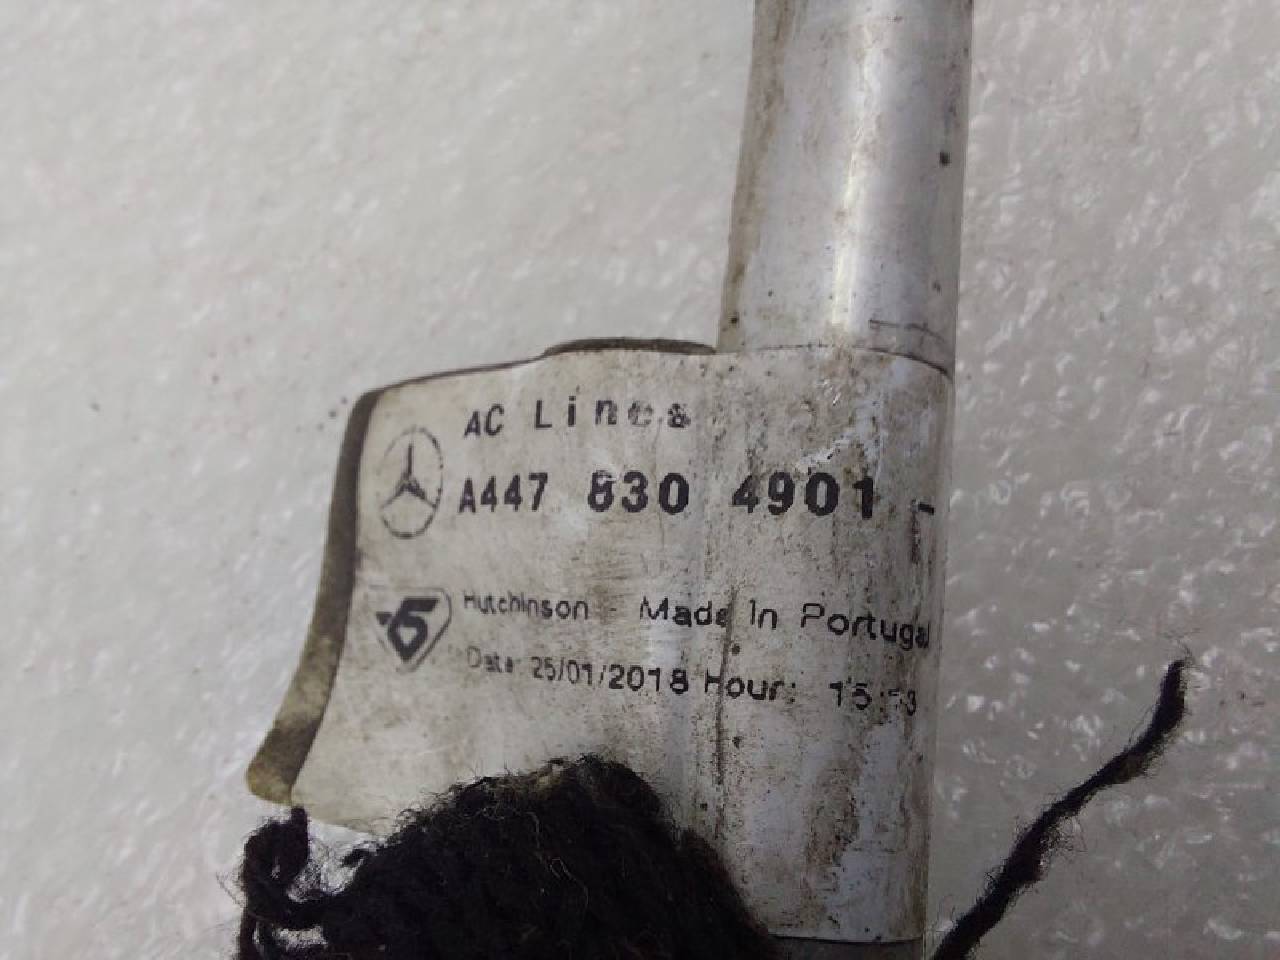 AC Lines
A447 830 4901 -
Hutchinson - Made In Portugal
Date: 25/01/2018 Hour: